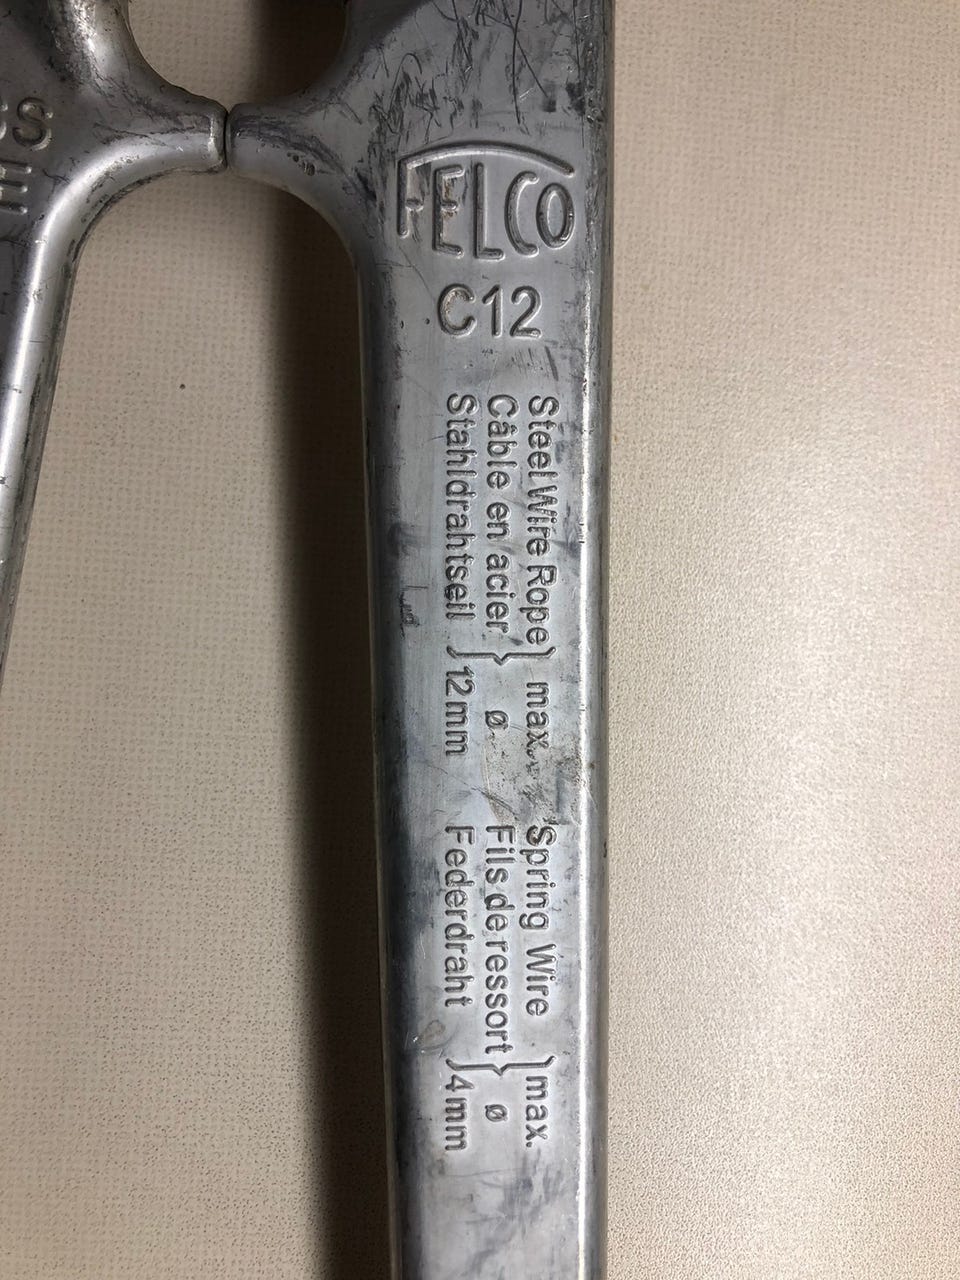 FELCO
C12
Steel Wire Rope } max.
Câble en acier } ø
Stahldrahtseil } 12 mm
Spring Wire } max.
Fils de ressort } ø
Federdraht } 4 mm